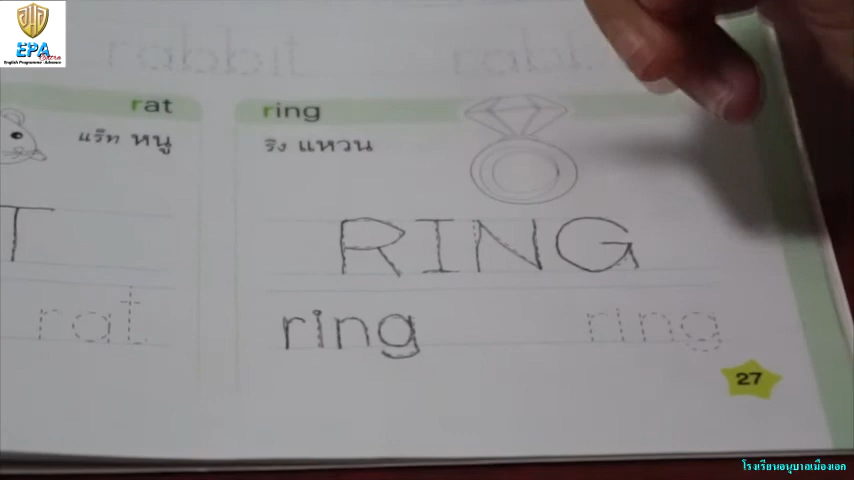 EPA Extra
English Programme : Advance
rabbit rabbit
rat
แร็ท หนู
ring
ริง แหวน
T
RING
rat
ring ring
27
โรงเรียนอนุบาลเมืองเอก